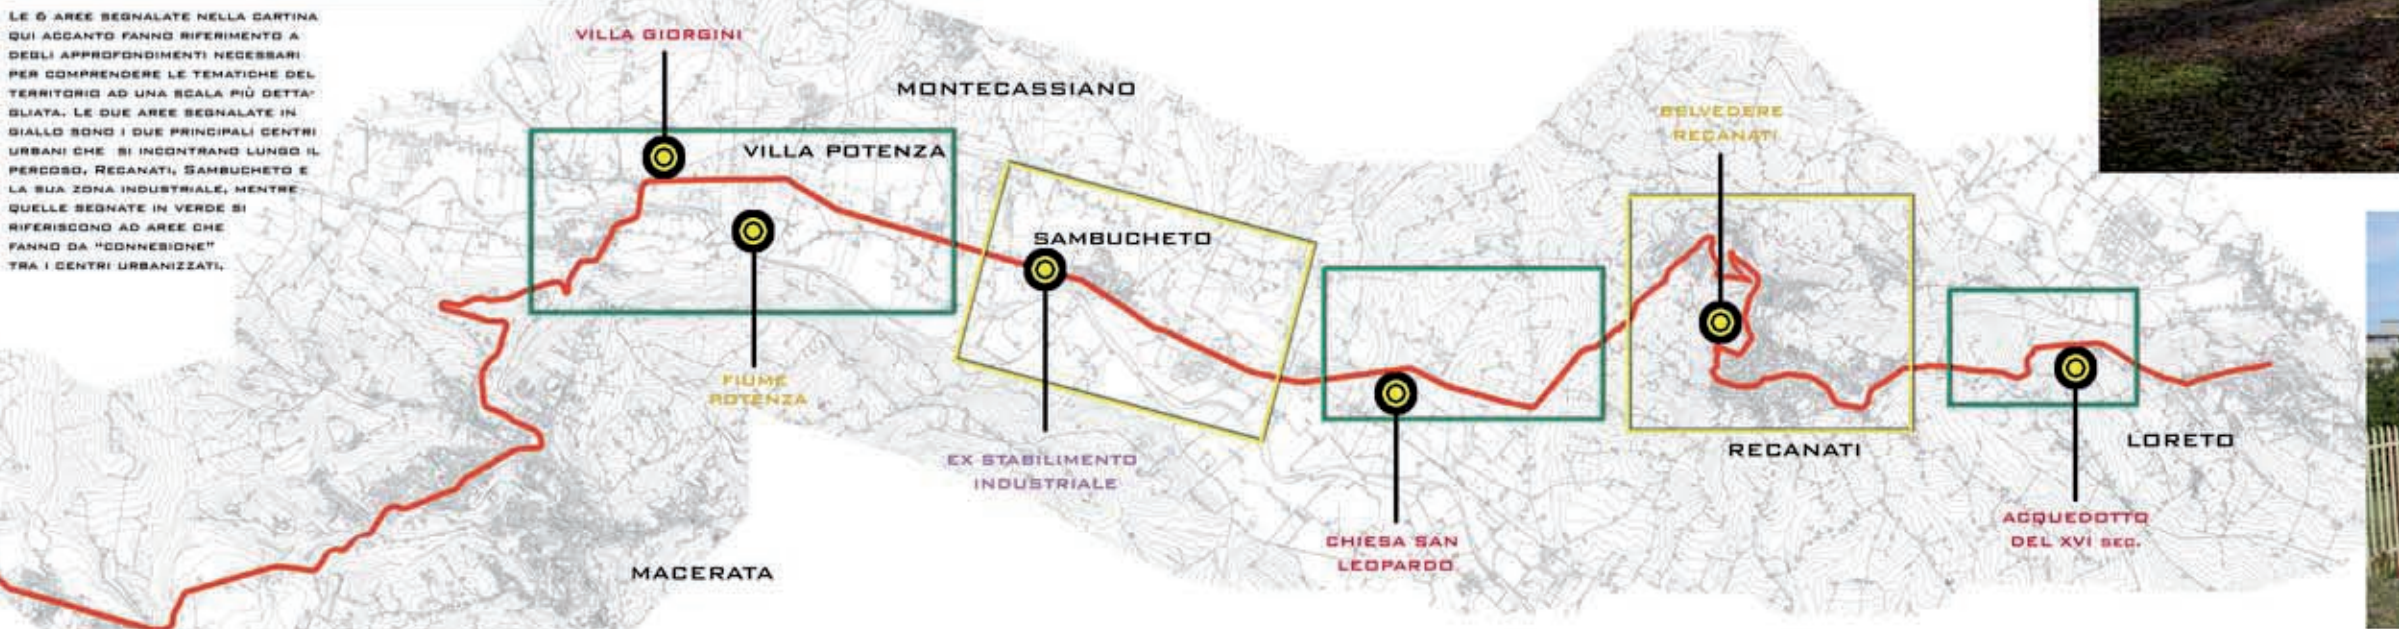 LE 6 AREE SEGNALATE NELLA CARTINA
QUI ACCANTO FANNO RIFERIMENTO A
DEGLI APPROFONDIMENTI NECESSARI
PER COMPRENDERE LE TEMATICHE DEL
TERRITORIO AD UNA SCALA PIÙ DETTA-
GLIATA. LE DUE AREE SEGNALATE IN
GIALLO SONO I DUE PRINCIPALI CENTRI
URBANI CHE SI INCONTRANO LUNGO IL
PERCOSO, RECANATI, SAMBUCHETO E
LA SUA ZONA INDUSTRIALE, MENTRE
QUELLE SEGNATE IN VERDE SI
RIFERISCONO AD AREE CHE
FANNO DA "CONNESIONE"
TRA I CENTRI URBANIZZATI.
VILLA GIORGINI
MONTECASSIANO
VILLA POTENZA
BELVEDERE
RECANATI
SAMBUCHETO
FIUME
POTENZA
EX STABILIMENTO
INDUSTRIALE
RECANATI
LORETO
CHIESA SAN
LEOPARDO
ACQUEDOTTO
DEL XVI SEC.
MACERATA